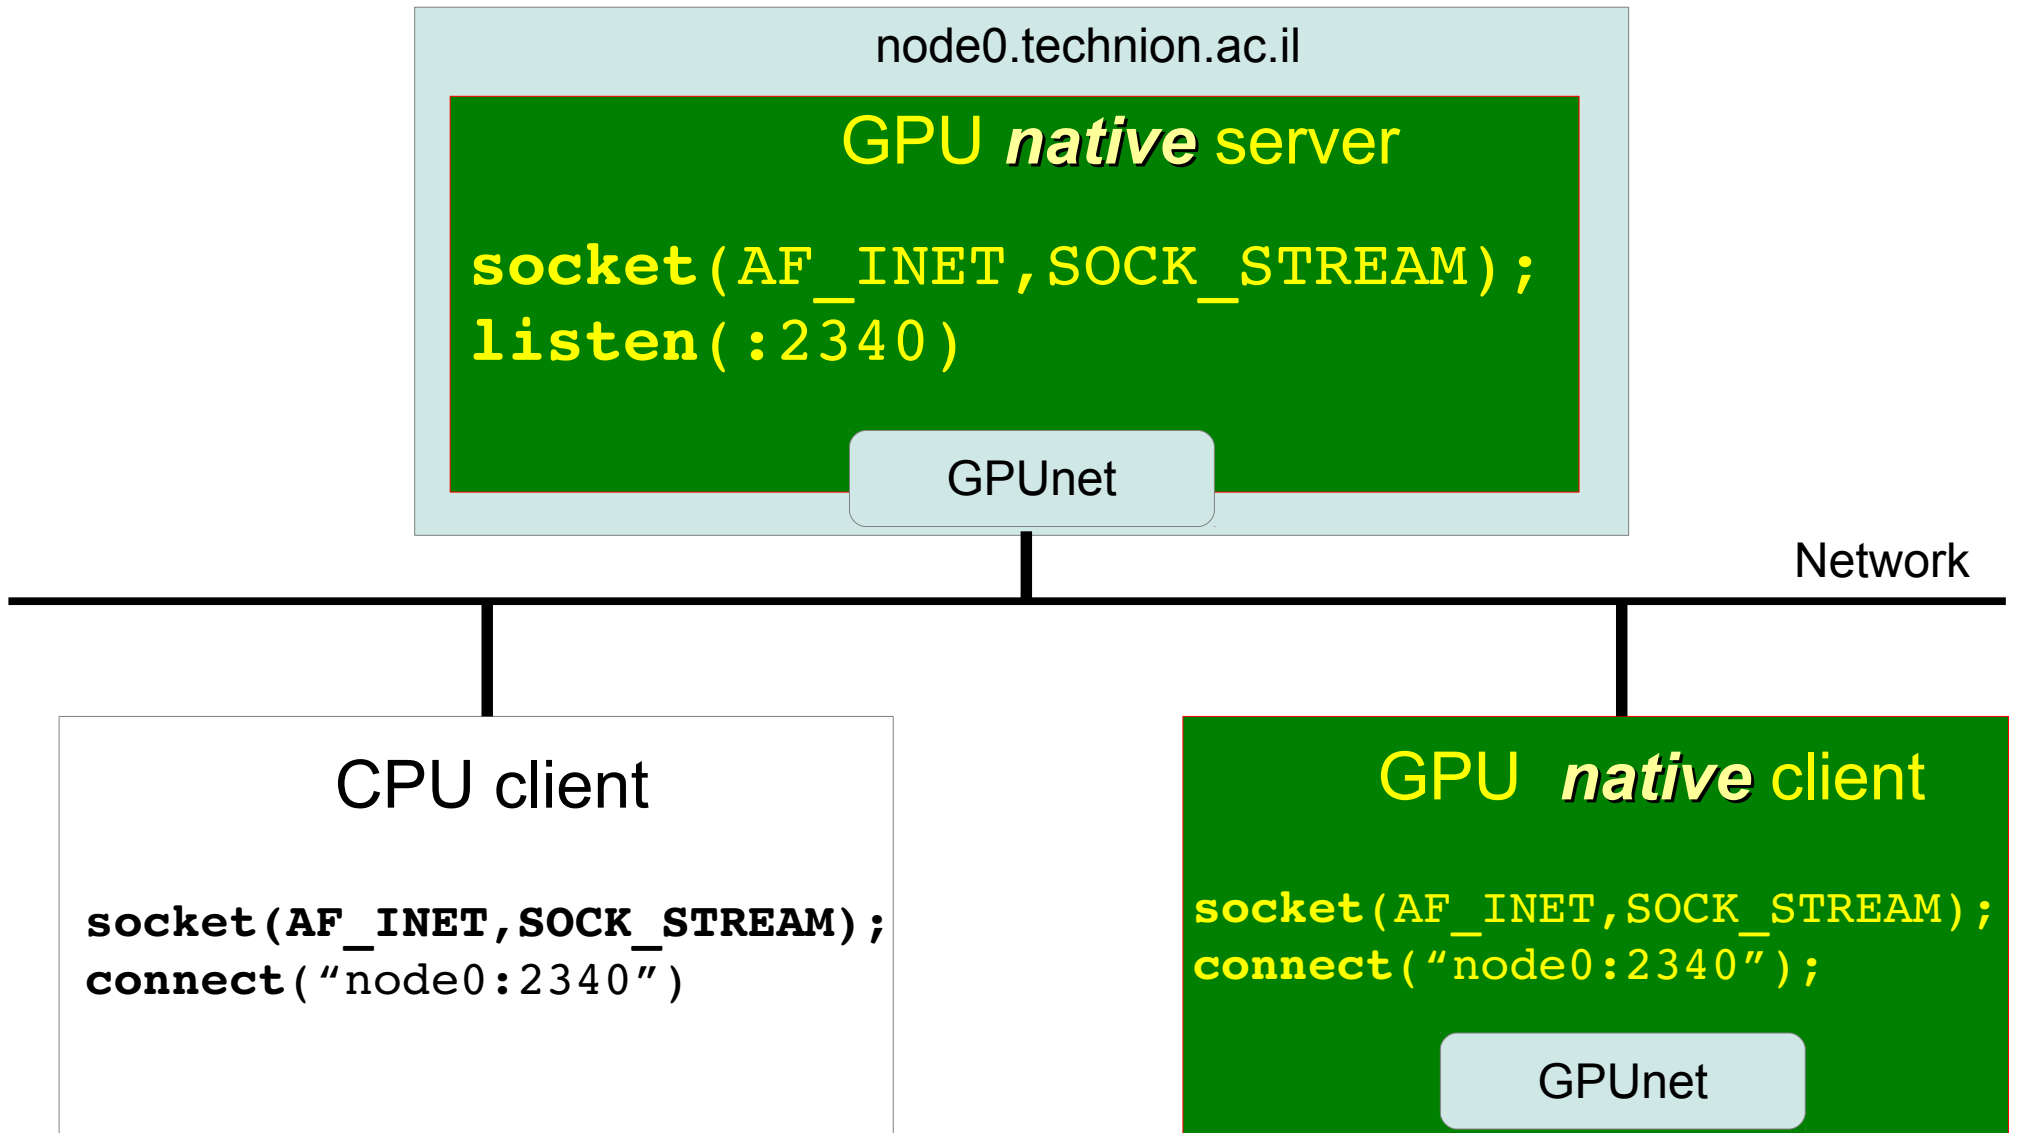 node0.technion.ac.il
GPU native server
socket(AF_INET,SOCK_STREAM);
listen(:2340)
GPUnet
Network
CPU client
socket(AF_INET,SOCK_STREAM);
connect(“node0:2340”)
GPU native client
socket(AF_INET,SOCK_STREAM);
connect(“node0:2340”);
GPUnet